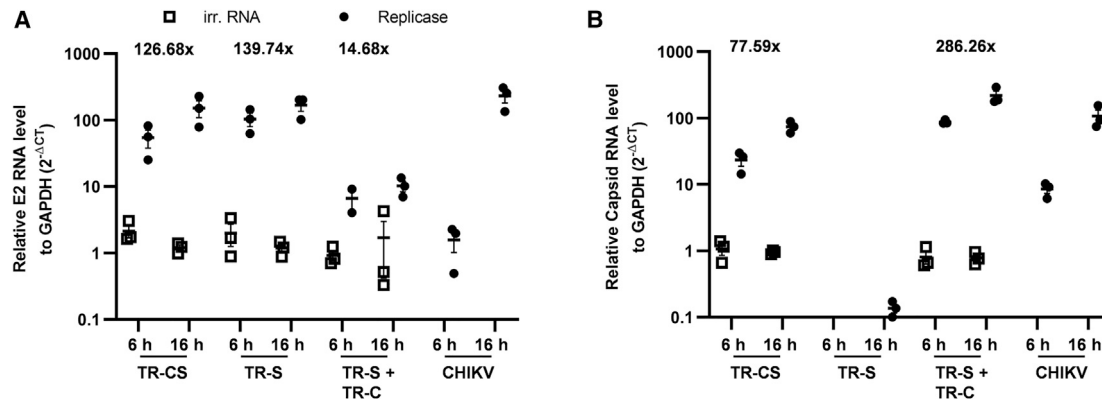 A
irr. RNA
Replicase
126.68x
139.74x
14.68x
Relative E2 RNA level
to GAPDH (2-ΔCT)
1000
100
10
1
0.1
6 h 16 h 6 h 16 h 6 h 16 h 6 h 16 h
TR-CS
TR-S
TR-S +
TR-C
CHIKV
B
77.59x
286.26x
Relative Capsid RNA level
to GAPDH (2-ΔCT)
1000
100
10
1
0.1
6 h 16 h 6 h 16 h 6 h 16 h 6 h 16 h
TR-CS
TR-S
TR-S +
TR-C
CHIKV